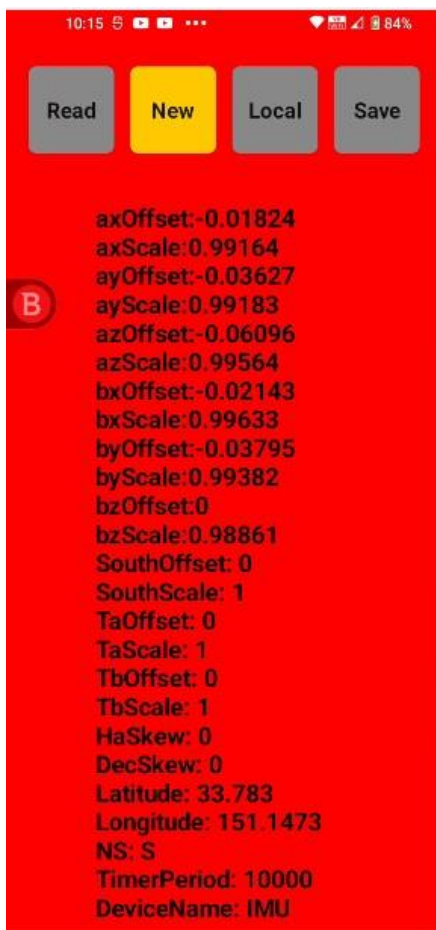 10:15 84%
Read New Local Save
axOffset:-0.01824
axScale:0.99164
ayOffset:-0.03627
B
ayScale:0.99183
azOffset:-0.06096
azScale:0.99564
bxOffset:-0.02143
bxScale:0.99633
byOffset:-0.03795
byScale:0.99382
bzOffset:0
bzScale:0.98861
SouthOffset: 0
SouthScale: 1
TaOffset: 0
TaScale: 1
TbOffset: 0
TbScale: 1
HaSkew: 0
DecSkew: 0
Latitude: 33.783
Longitude: 151.1473
NS: S
TimerPeriod: 10000
DeviceName: IMU